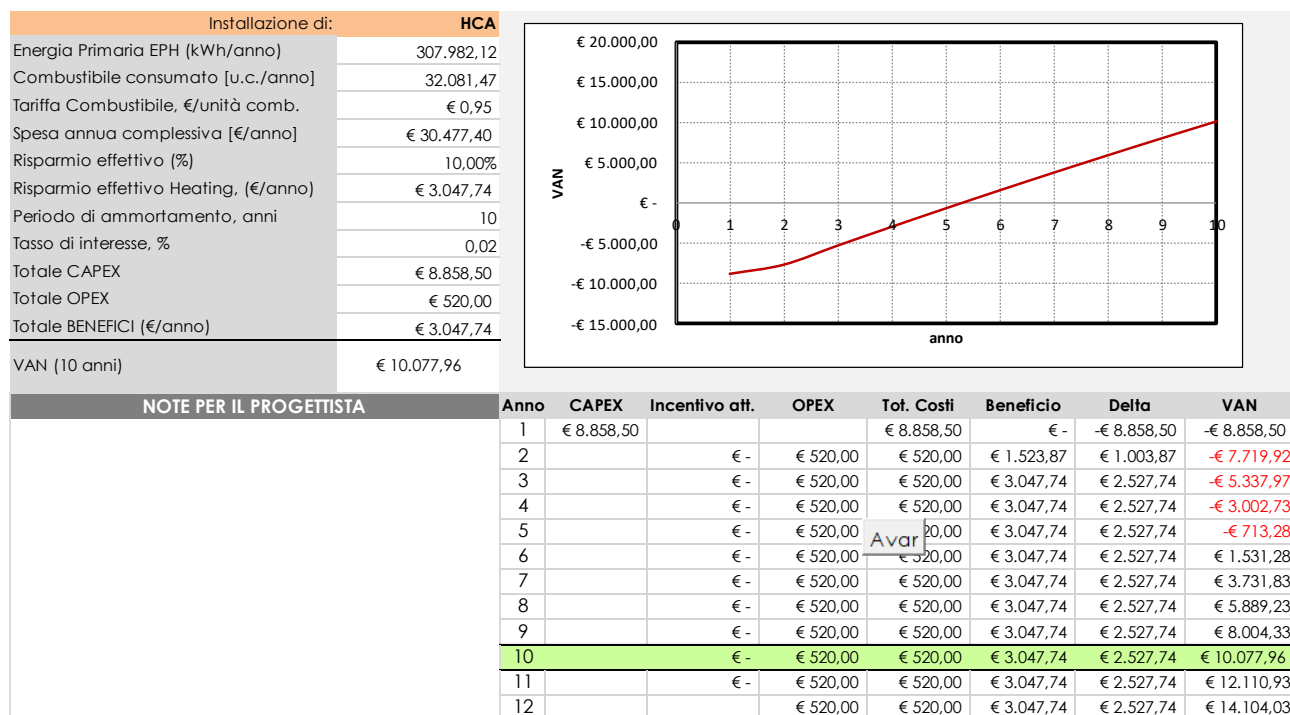 Installazione di: HCA
Energia Primaria EPH (kWh/anno) 307.982,12
Combustibile consumato [u.c./anno] 32.081,47
Tariffa Combustibile, €/unità comb. € 0,95
Spesa annua complessiva [€/anno] € 30.477,40
Risparmio effettivo (%) 10,00%
Risparmio effettivo Heating, (€/anno) € 3.047,74
Periodo di ammortamento, anni 10
Tasso di interesse, % 0,02
Totale CAPEX € 8.858,50
Totale OPEX € 520,00
Totale BENEFICI (€/anno) € 3.047,74
VAN (10 anni) € 10.077,96
€ 20.000,00
€ 15.000,00
€ 10.000,00
€ 5.000,00
€ -
-€ 5.000,00
-€ 10.000,00
-€ 15.000,00
VAN
0 1 2 3 4 5 6 7 8 9 10
anno
NOTE PER IL PROGETTISTA
Anno CAPEX Incentivo att. OPEX Tot. Costi Beneficio Delta VAN
1 € 8.858,50 € 8.858,50 € - -€ 8.858,50 -€ 8.858,50
2 € - € 520,00 € 520,00 € 1.523,87 € 1.003,87 -€ 7.719,92
3 € - € 520,00 € 520,00 € 3.047,74 € 2.527,74 -€ 5.337,97
4 € - € 520,00 € 520,00 € 3.047,74 € 2.527,74 -€ 3.002,73
5 € - € 520,00 Avar 20,00 € 3.047,74 € 2.527,74 -€ 713,28
6 € - € 520,00 € 520,00 € 3.047,74 € 2.527,74 € 1.531,28
7 € - € 520,00 € 520,00 € 3.047,74 € 2.527,74 € 3.731,83
8 € - € 520,00 € 520,00 € 3.047,74 € 2.527,74 € 5.889,23
9 € - € 520,00 € 520,00 € 3.047,74 € 2.527,74 € 8.004,33
10 € - € 520,00 € 520,00 € 3.047,74 € 2.527,74 € 10.077,96
11 € - € 520,00 € 520,00 € 3.047,74 € 2.527,74 € 12.110,93
12 € 520,00 € 520,00 € 3.047,74 € 2.527,74 € 14.104,03